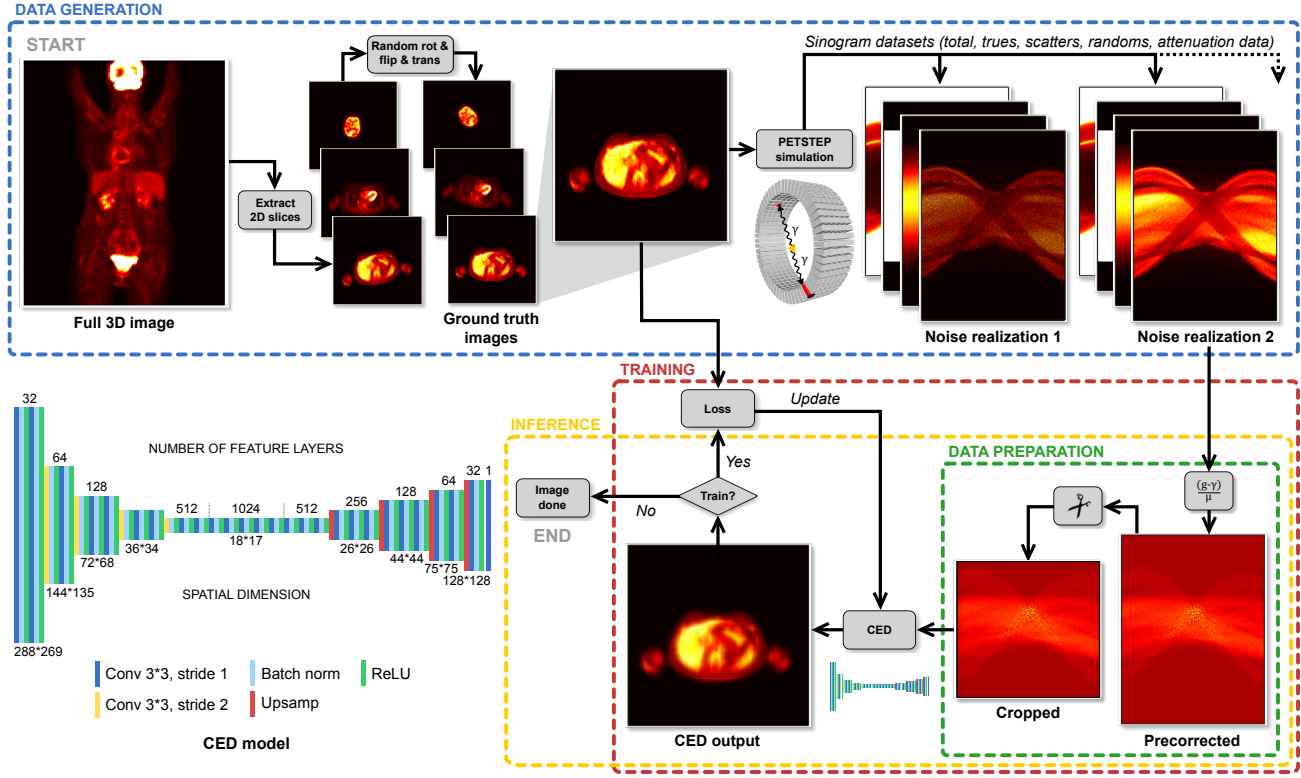 DATA GENERATION
START
Random rot &
flip & trans
Sinogram datasets (total, trues, scatters, randoms, attenuation data)
Extract
2D slices
PETSTEP
simulation
γ
γ
Full 3D image
Ground truth
images
Noise realization 1
Noise realization 2
TRAINING
Loss
Update
INFERENCE
Yes
DATA PREPARATION
Train?
No
Image
done
END
(g-γ)
μ
CED
CED output
Cropped
Precorrected
32
64
128
NUMBER OF FEATURE LAYERS
512
1024
512
256
128
64
32 1
18*17
36*34
72*68
144*135
288*269
26*26
44*44
75*75
128*128
SPATIAL DIMENSION
Conv 3*3, stride 1
Batch norm
ReLU
Conv 3*3, stride 2
Upsamp
CED model